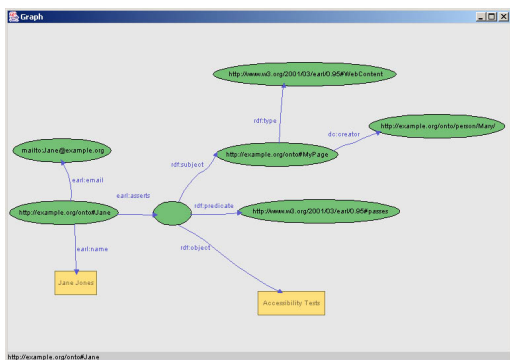 Graph
http://www.w3.org/2001/03/earl/0.95#WebContent
rdf:type
http://example.org/onto/person/Mary/
dc:creator
mailto:Jane@example.org
http://example.org/onto#MyPage
rdf:subject
earl:email
earl:asserts
rdf:predicate
http://example.org/onto#Jane
http://www.w3.org/2001/03/earl/0.95#passes
earl:name
rdf:object
Jane Jones
Accessibility Tests
http://example.org/onto#Jane